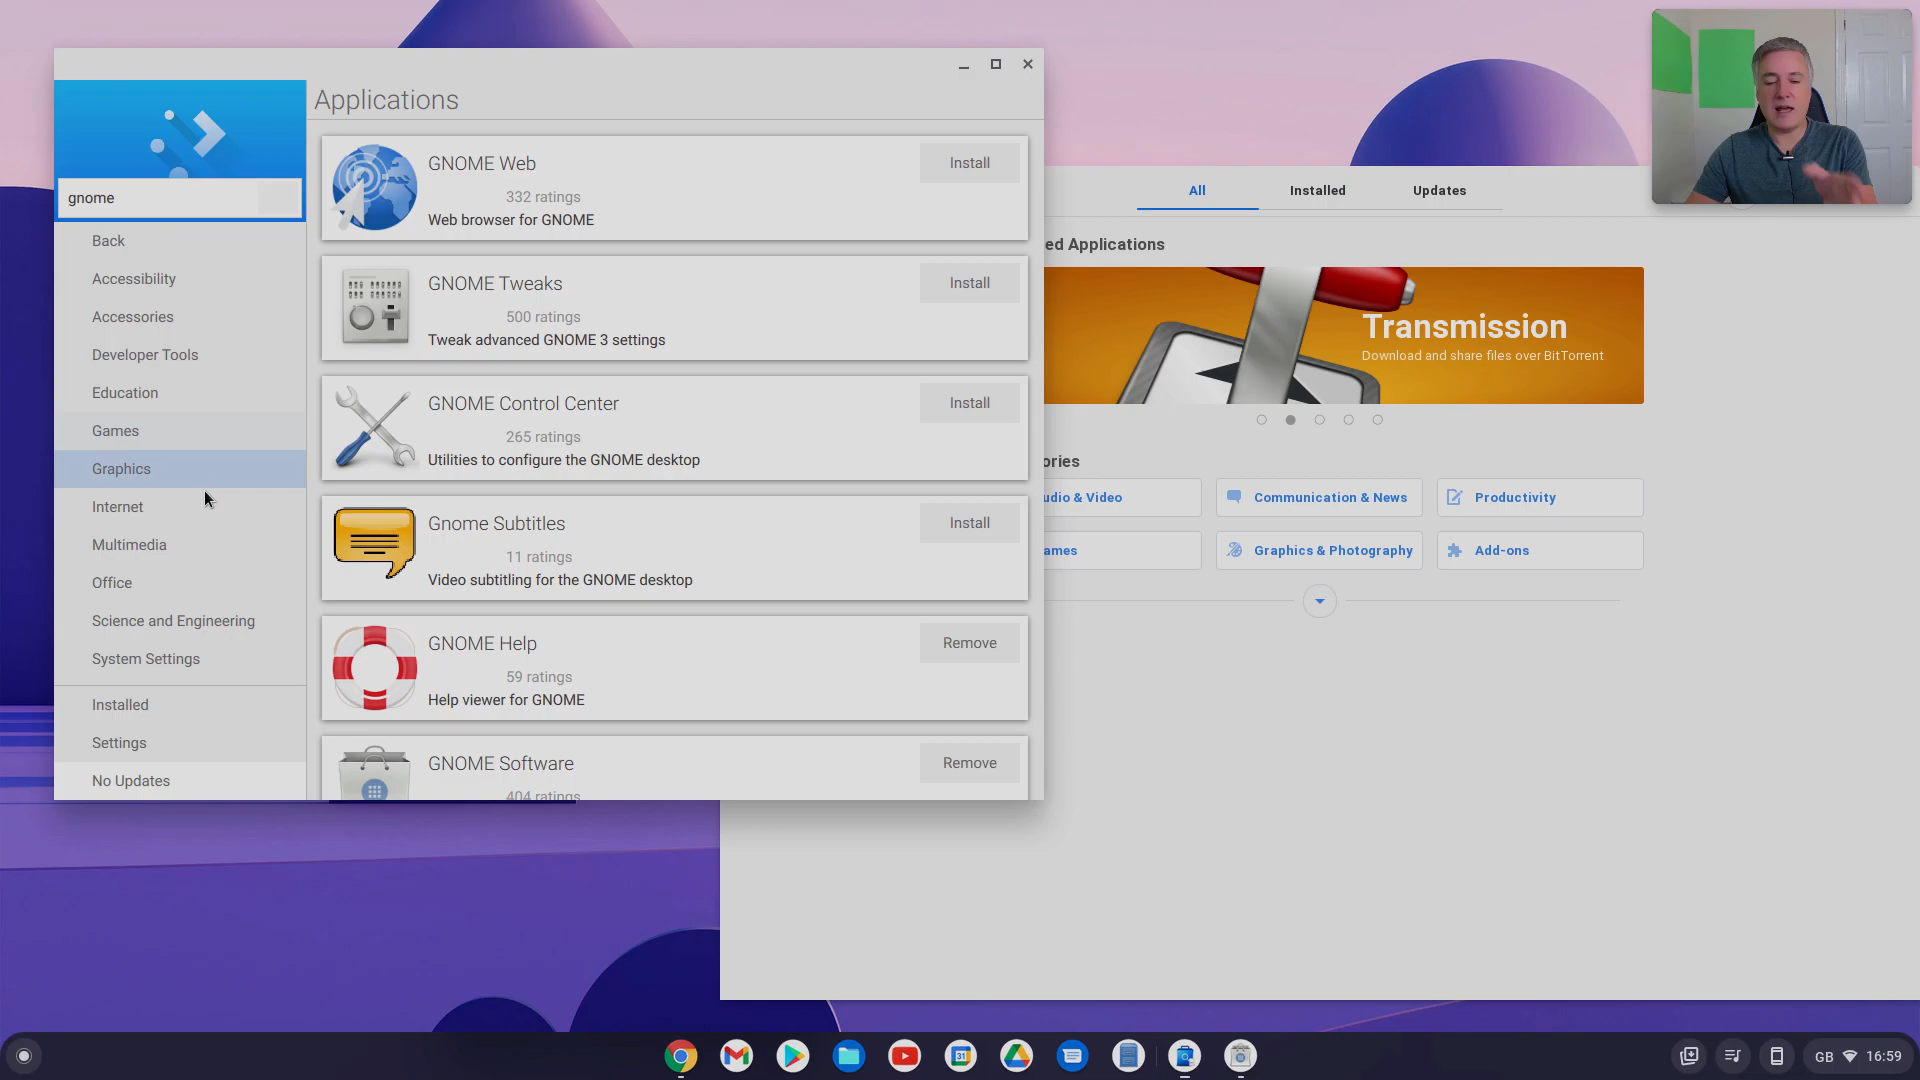 Applications
gnome
Back
Accessibility
Accessories
Developer Tools
Education
Games
Graphics
Internet
Multimedia
Office
Science and Engineering
System Settings
Installed
Settings
No Updates
GNOME Web
332 ratings
Web browser for GNOME
Install
GNOME Tweaks
500 ratings
Tweak advanced GNOME 3 settings
Install
GNOME Control Center
265 ratings
Utilities to configure the GNOME desktop
Install
Gnome Subtitles
11 ratings
Video subtitling for the GNOME desktop
Install
GNOME Help
59 ratings
Help viewer for GNOME
Remove
GNOME Software
404 ratings
Remove
All Installed Updates
ed Applications
Transmission
Download and share files over BitTorrent
ories
udio & Video Communication & News Productivity
ames Graphics & Photography Add-ons
31
GB 16:59